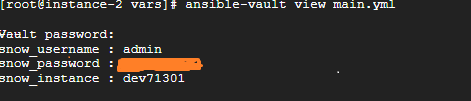 [root@instance-2 vars]# ansible-vault view main.yml
Vault password:
snow_username : admin
snow_password :
snow_instance : dev71301